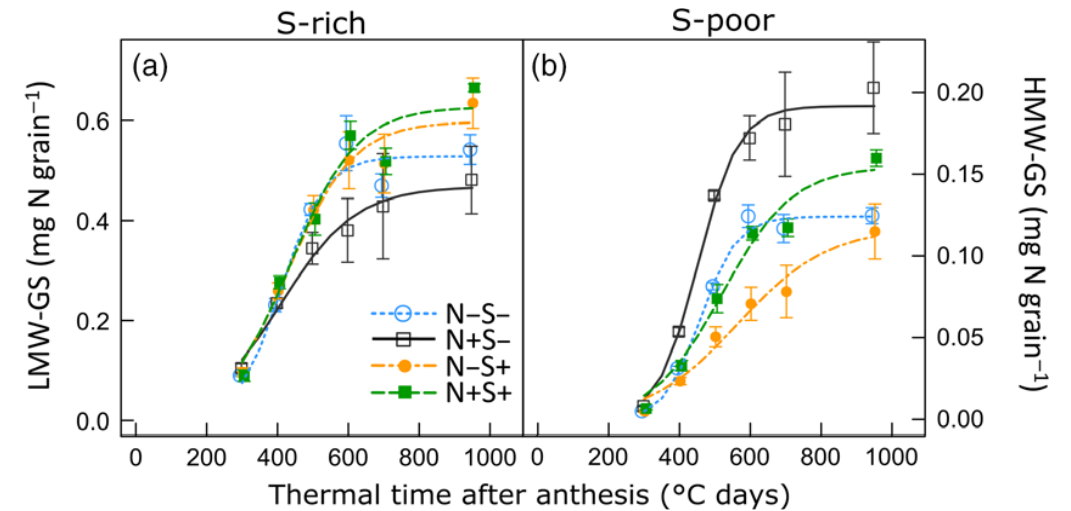 S-rich S-poor
(a) (b)
LMW-GS (mg N grain⁻¹)
0.6
0.4
0.2
0.0
N−S−
N+S−
N−S+
N+S+
0.20
0.15
0.10
0.05
0.00
HMW-GS (mg N grain⁻¹)
0 200 400 600 800 1000 0 200 400 600 800 1000
Thermal time after anthesis (°C days)